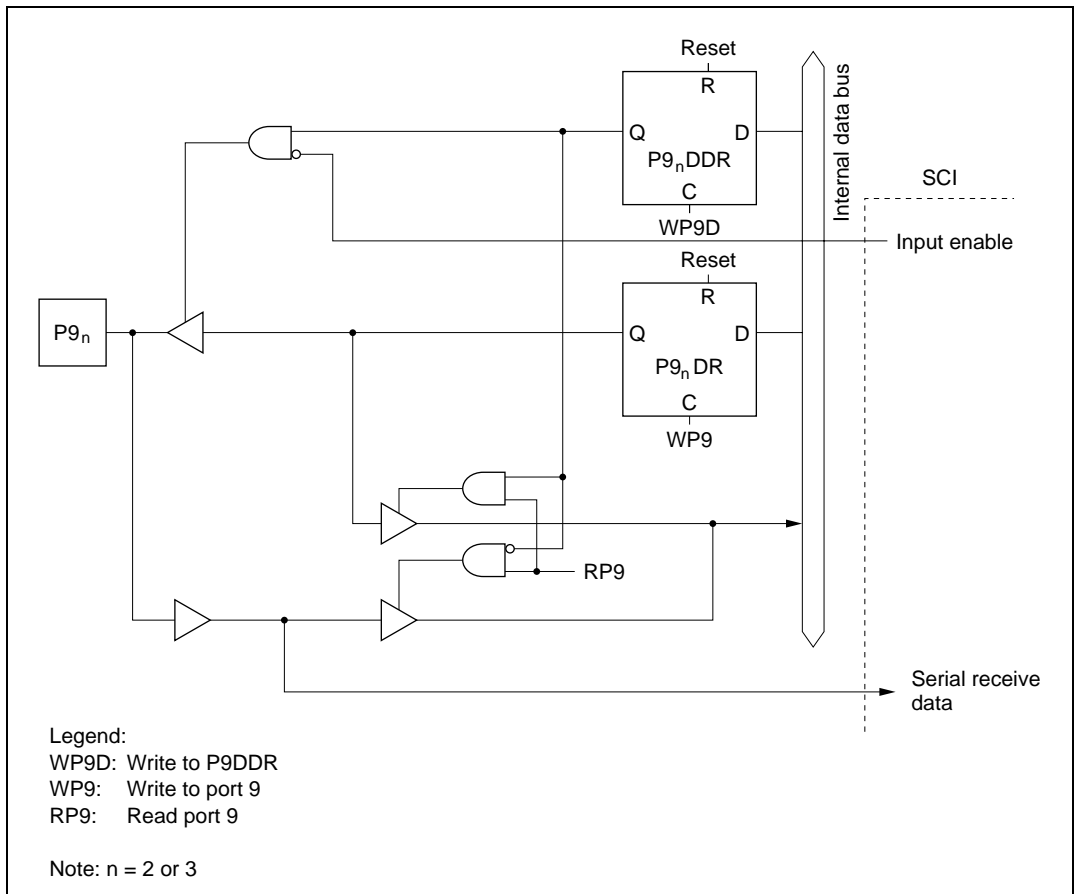 Reset
R
Q
D
P9nDDR
C
WP9D
Internal data bus
SCI
Input enable
Reset
R
P9n
Q
D
P9nDR
C
WP9
RP9
Serial receive
data
Legend:
WP9D: Write to P9DDR
WP9: Write to port 9
RP9: Read port 9
Note: n = 2 or 3